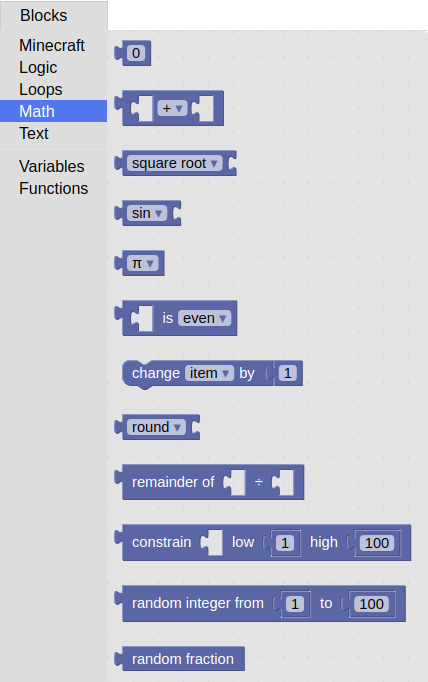 Blocks
Minecraft
Logic
Loops
Math
Text
Variables
Functions
0
+ ▾
square root ▾
sin ▾
π ▾
is even ▾
change item ▾ by 1
round ▾
remainder of ÷
constrain low 1 high 100
random integer from 1 to 100
random fraction